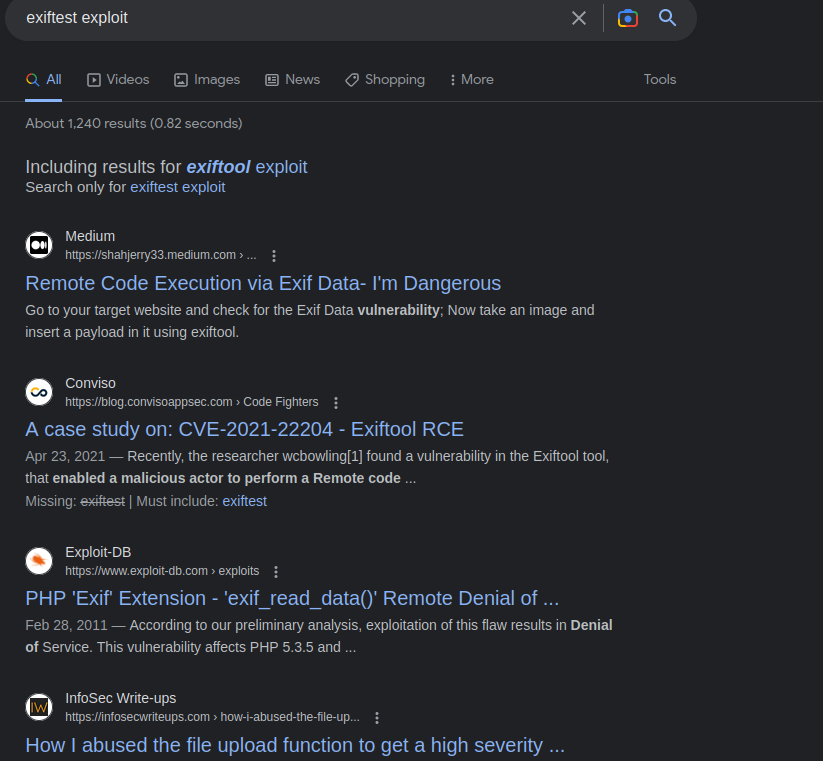 exiftest exploit
All Videos Images News Shopping More Tools
About 1,240 results (0.82 seconds)
Including results for exiftool exploit
Search only for exiftest exploit
Medium
https://shahjerry33.medium.com › ...
Remote Code Execution via Exif Data- I'm Dangerous
Go to your target website and check for the Exif Data vulnerability; Now take an image and
insert a payload in it using exiftool.
Conviso
https://blog.convisoappsec.com › Code Fighters
A case study on: CVE-2021-22204 - Exiftool RCE
Apr 23, 2021 — Recently, the researcher wcbowling[1] found a vulnerability in the Exiftool tool,
that enabled a malicious actor to perform a Remote code ...
Missing: exiftest | Must include: exiftest
Exploit-DB
https://www.exploit-db.com › exploits
PHP 'Exif' Extension - 'exif_read_data()' Remote Denial of ...
Feb 28, 2011 — According to our preliminary analysis, exploitation of this flaw results in Denial
of Service. This vulnerability affects PHP 5.3.5 and ...
InfoSec Write-ups
https://infosecwriteups.com › how-i-abused-the-file-up...
How I abused the file upload function to get a high severity ...